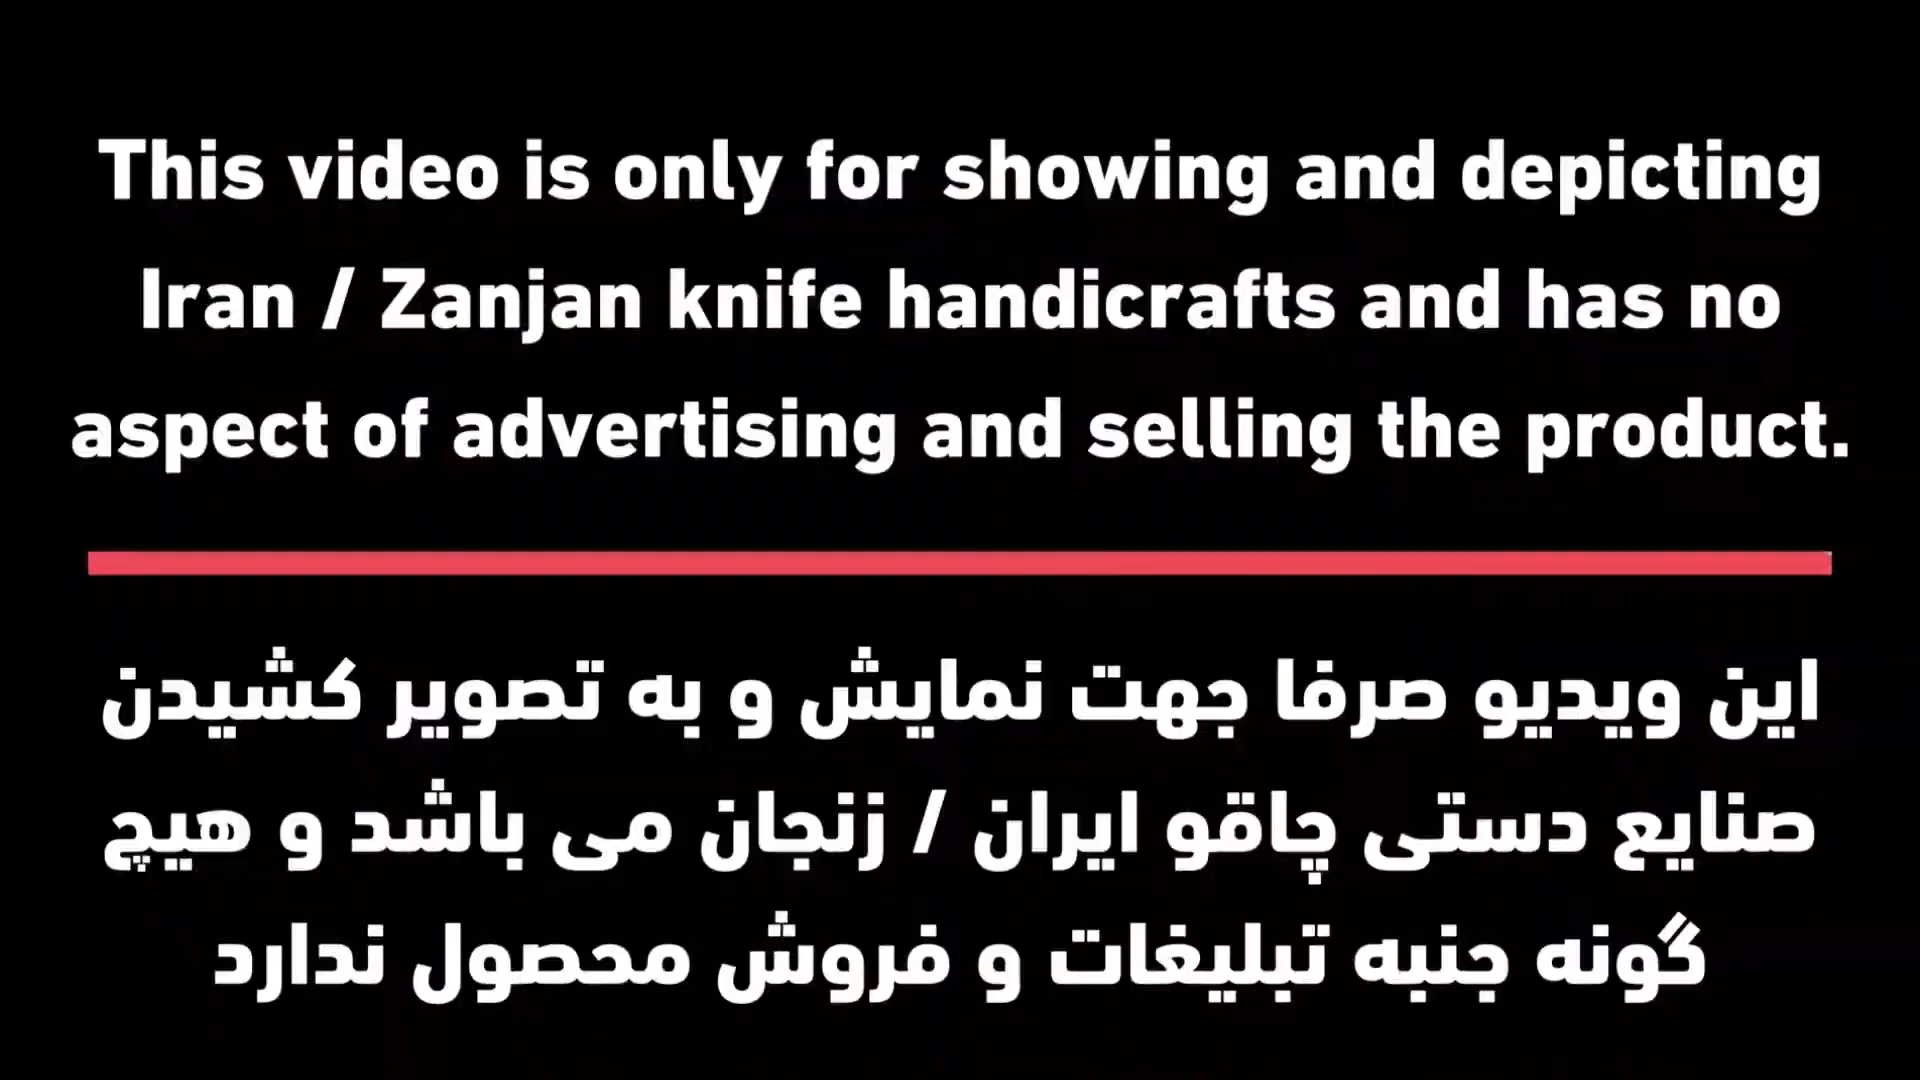 This video is only for showing and depicting
Iran / Zanjan knife handicrafts and has no
aspect of advertising and selling the product.
این ویدیو صرفا جهت نمایش و به تصویر کشیدن
صنایع دستی چاقو ایران / زنجان می باشد و هیچ
گونه جنبه تبلیغات و فروش محصول ندارد